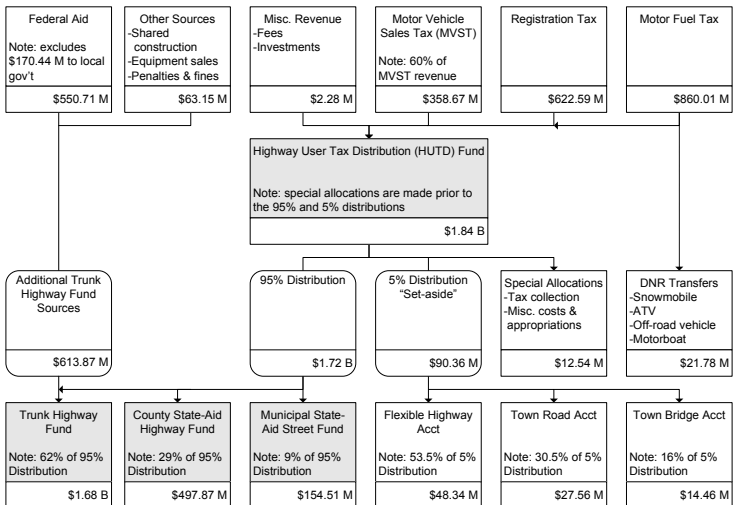 Federal Aid
Note: excludes
$170.44 M to local
gov't
$550.71 M
Other Sources
-Shared
construction
-Equipment sales
-Penalties & fines
$63.15 M
Misc. Revenue
-Fees
-Investments
$2.28 M
Motor Vehicle
Sales Tax (MVST)
Note: 60% of
MVST revenue
$358.67 M
Registration Tax
$622.59 M
Motor Fuel Tax
$860.01 M
Highway User Tax Distribution (HUTD) Fund
Note: special allocations are made prior to
the 95% and 5% distributions
$1.84 B
Additional Trunk
Highway Fund
Sources
$613.87 M
95% Distribution
$1.72 B
5% Distribution
“Set-aside”
$90.36 M
Special Allocations
-Tax collection
-Misc. costs &
appropriations
$12.54 M
DNR Transfers
-Snowmobile
-ATV
-Off-road vehicle
-Motorboat
$21.78 M
Trunk Highway
Fund
Note: 62% of 95%
Distribution
$1.68 B
County State-Aid
Highway Fund
Note: 29% of 95%
Distribution
$497.87 M
Municipal State-
Aid Street Fund
Note: 9% of 95%
Distribution
$154.51 M
Flexible Highway
Acct
Note: 53.5% of 5%
Distribution
$48.34 M
Town Road Acct
Note: 30.5% of 5%
Distribution
$27.56 M
Town Bridge Acct
Note: 16% of 5%
Distribution
$14.46 M